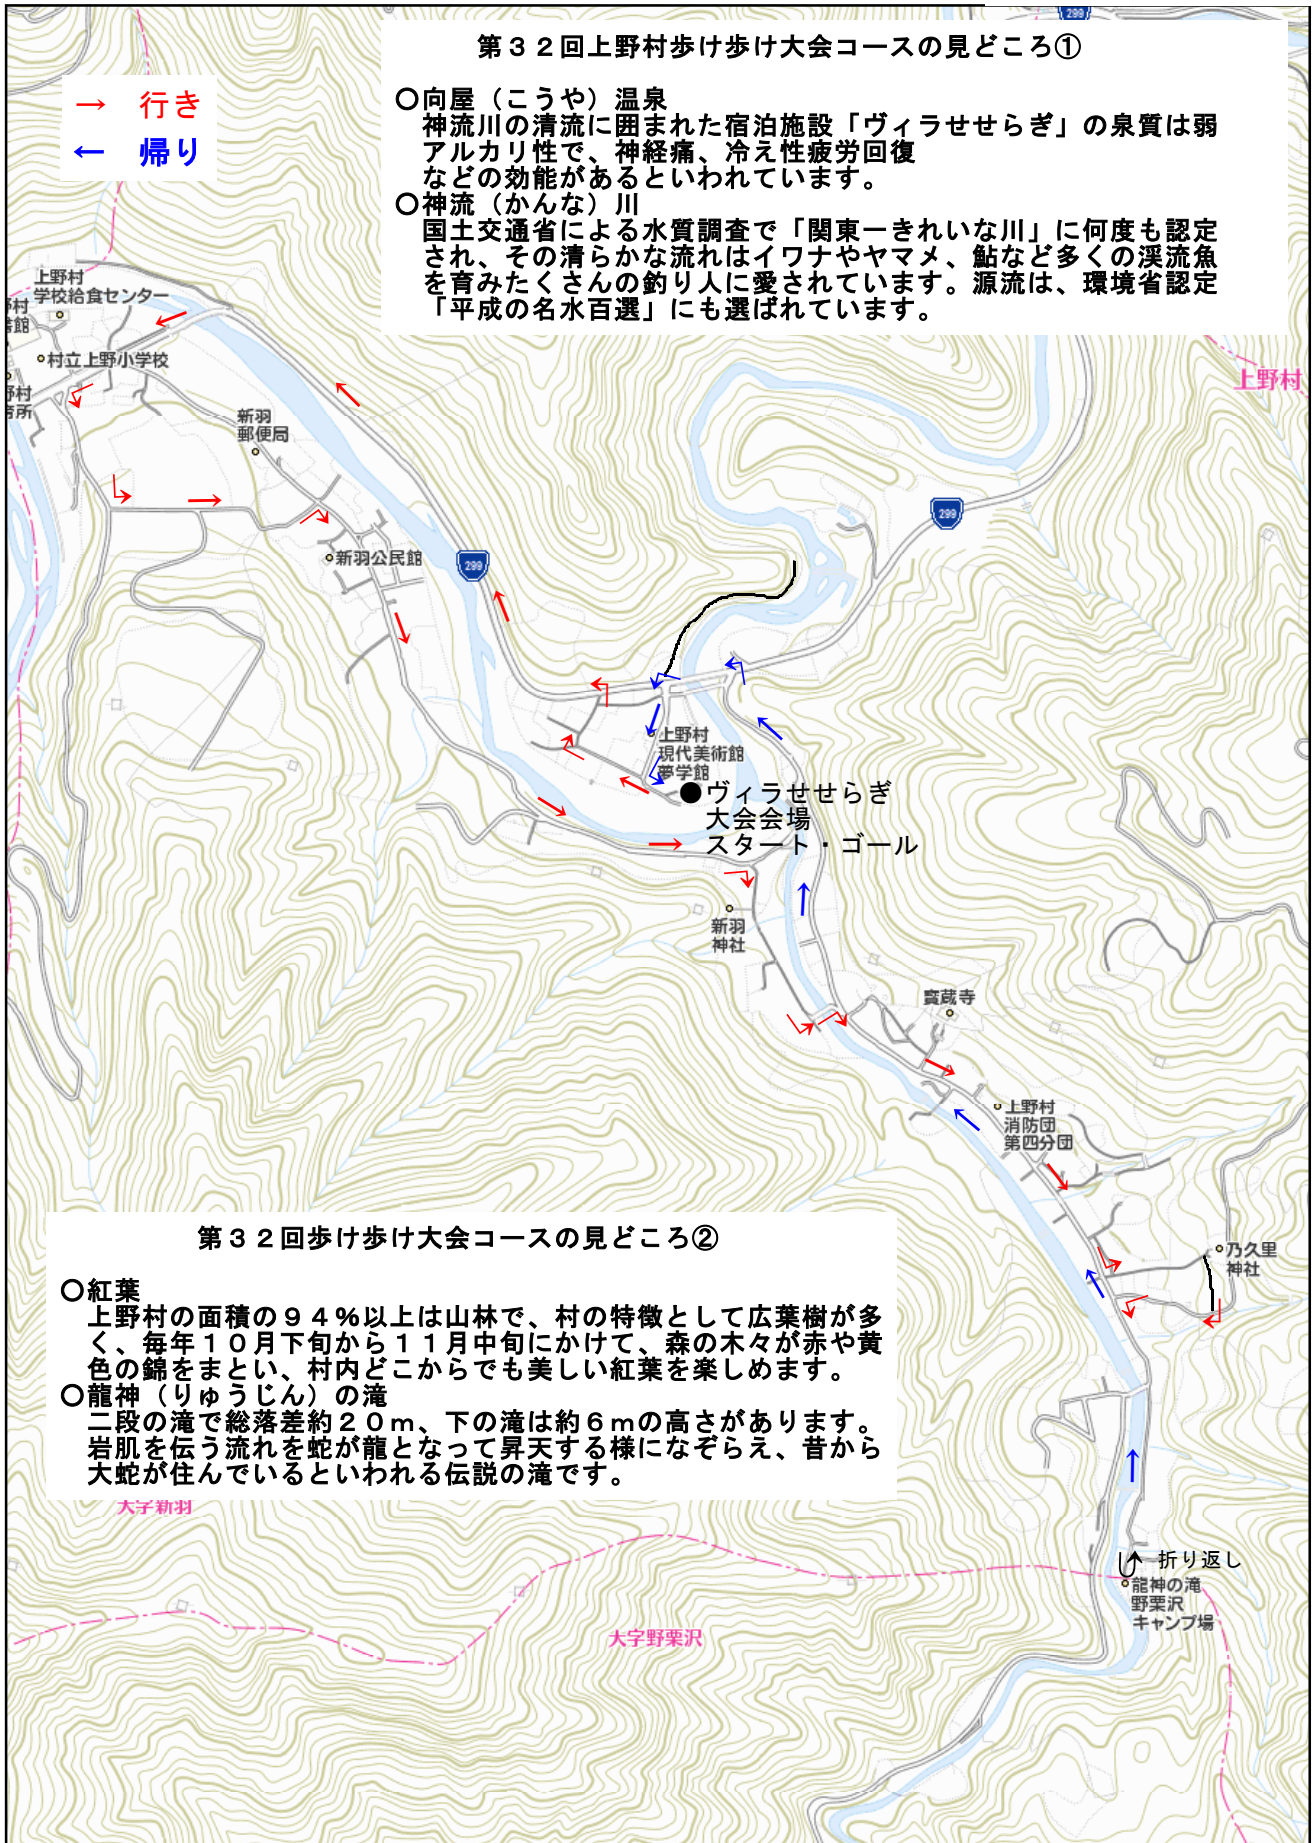 299
第３２回上野村歩け歩け大会コースの見どころ①
→　行き
←　帰り
〇向屋（こうや）温泉
神流川の清流に囲まれた宿泊施設「ヴィラせせらぎ」の泉質は弱
アルカリ性で、神経痛、冷え性疲労回復
などの効能があるといわれています。
〇神流（かんな）川
国土交通省による水質調査で「関東一きれいな川」に何度も認定
され、その清らかな流れはイワナやヤマメ、鮎など多くの渓流魚
を育みたくさんの釣り人に愛されています。源流は、環境省認定
「平成の名水百選」にも選ばれています。
上野村
学校給食センター
村立上野小学校
上野村
新羽
郵便局
299
新羽公民館
299
上野村
現代美術館
夢学館
●ヴィラせせらぎ
大会会場
スタート・ゴール
新羽
神社
寳蔵寺
上野村
消防団
第四分団
乃久里
神社
第３２回歩け歩け大会コースの見どころ②
〇紅葉
上野村の面積の９４％以上は山林で、村の特徴として広葉樹が多
く、毎年１０月下旬から１１月中旬にかけて、森の木々が赤や黄
色の錦をまとい、村内どこからでも美しい紅葉を楽しめます。
〇龍神（りゅうじん）の滝
二段の滝で総落差約２０ｍ、下の滝は約６ｍの高さがあります。
岩肌を伝う流れを蛇が龍となって昇天する様になぞらえ、昔から
大蛇が住んでいるといわれる伝説の滝です。
大字新羽
折り返し
龍神の滝
野栗沢
キャンプ場
大字野栗沢